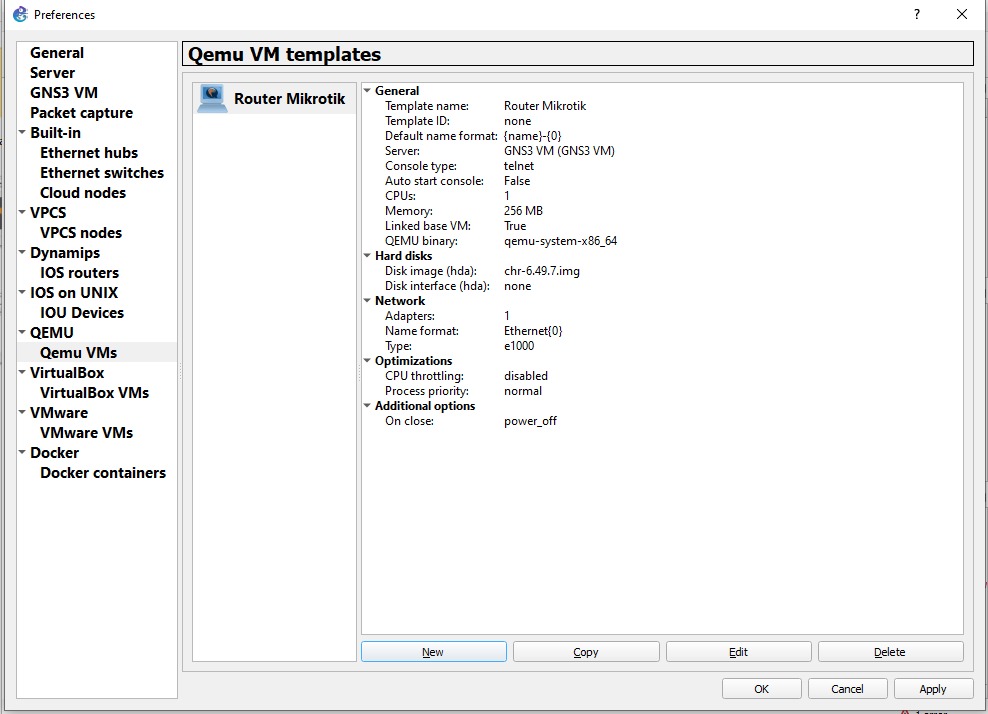 Preferences
?
General
Server
GNS3 VM
Packet capture
Built-in
Ethernet hubs
Ethernet switches
Cloud nodes
VPCS
VPCS nodes
Dynamips
IOS routers
IOS on UNIX
IOU Devices
QEMU
Qemu VMs
VirtualBox
VirtualBox VMs
VMware
VMware VMs
Docker
Docker containers
Qemu VM templates
Router Mikrotik
General
Template name: Router Mikrotik
Template ID: none
Default name format: {name}-{0}
Server: GNS3 VM (GNS3 VM)
Console type: telnet
Auto start console: False
CPUs: 1
Memory: 256 MB
Linked base VM: True
QEMU binary: qemu-system-x86_64
Hard disks
Disk image (hda): chr-6.49.7.img
Disk interface (hda): none
Network
Adapters: 1
Name format: Ethernet{0}
Type: e1000
Optimizations
CPU throttling: disabled
Process priority: normal
Additional options
On close: power_off
New Copy Edit Delete
OK Cancel Apply